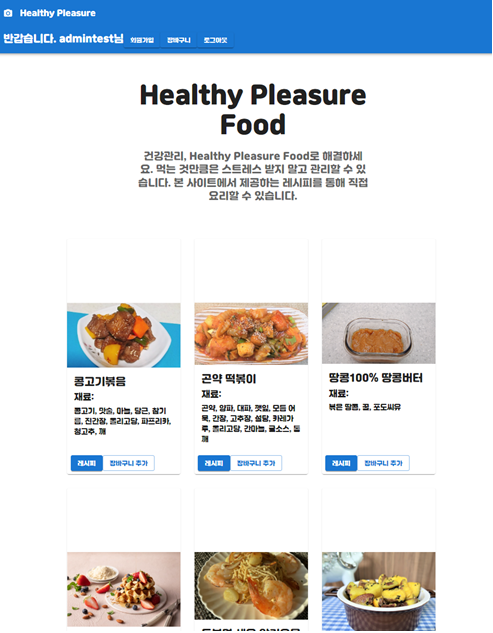 Healthy Pleasure
반갑습니다. admintest님 회원가입 장바구니 로그아웃
Healthy Pleasure
Food
건강관리, Healthy Pleasure Food로 해결하세
요. 먹는 것만큼은 스트레스 받지 말고 관리할 수 있
습니다. 본 사이트에서 제공하는 레시피를 통해 직접
요리할 수 있습니다.
콩고기볶음
재료:
콩고기, 맛술, 마늘, 당근, 참기
름, 진간장, 올리고당, 파프리카,
청고추, 깨
레시피 장바구니 추가
곤약 떡볶이
재료:
곤약, 양파, 대파, 깻잎, 모듬 어
묵, 간장, 고추장, 설탕, 카레가
루, 올리고당, 간마늘, 굴소스, 통
깨
레시피 장바구니 추가
땅콩100% 땅콩버터
재료:
볶은 땅콩, 꿀, 포도씨유
레시피 장바구니 추가